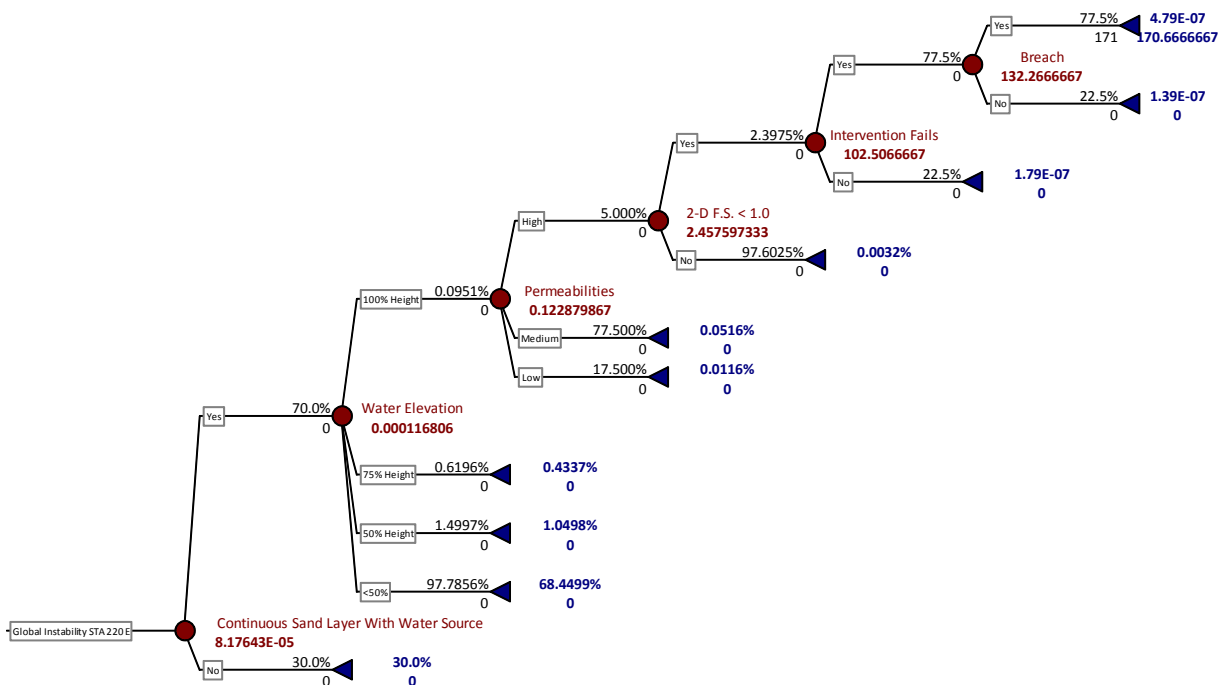 Yes
77.5%
171
4.79E-07
170.6666667
Yes
77.5%
0
Breach
132.2666667
No
22.5%
0
1.39E-07
0
Yes
2.3975%
0
Intervention Fails
102.5066667
No
22.5%
0
1.79E-07
0
High
5.000%
0
2-D F.S. < 1.0
2.457597333
No
97.6025%
0
0.0032%
0
100% Height
0.0951%
0
Permeabilities
0.122879867
Medium
77.500%
0
0.0516%
0
Low
17.500%
0
0.0116%
0
Yes
70.0%
0
Water Elevation
0.000116806
75% Height
0.6196%
0
0.4337%
0
50% Height
1.4997%
0
1.0498%
0
<50%
97.7856%
0
68.4499%
0
Global Instability STA 220 E
Continuous Sand Layer With Water Source
8.17643E-05
No
30.0%
0
30.0%
0